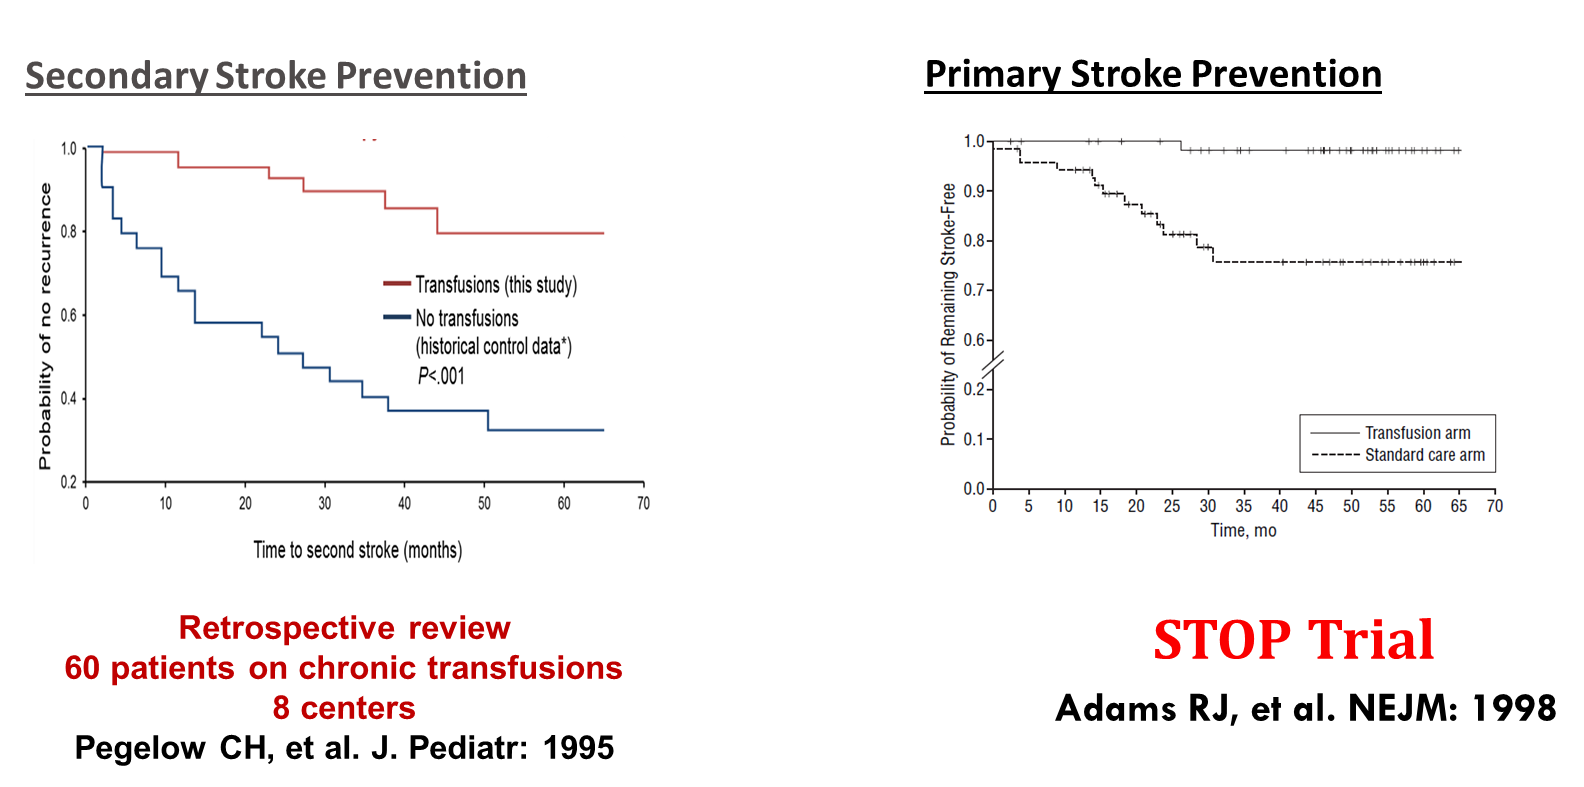 Secondary Stroke Prevention
Probability of no recurrence
1.0
0.8
0.6
0.4
0.2
0 10 20 30 40 50 60 70
Transfusions (this study)
No transfusions
(historical control data*)
P<.001
Time to second stroke (months)
Retrospective review
60 patients on chronic transfusions
8 centers
Pegelow CH, et al. J. Pediatr: 1995
Primary Stroke Prevention
Probability of Remaining Stroke-Free
1.0
0.9
0.8
0.7
0.6
0.2
0.1
0.0
0 5 10 15 20 25 30 35 40 45 50 55 60 65 70
Transfusion arm
Standard care arm
Time, mo
STOP Trial
Adams RJ, et al. NEJM: 1998